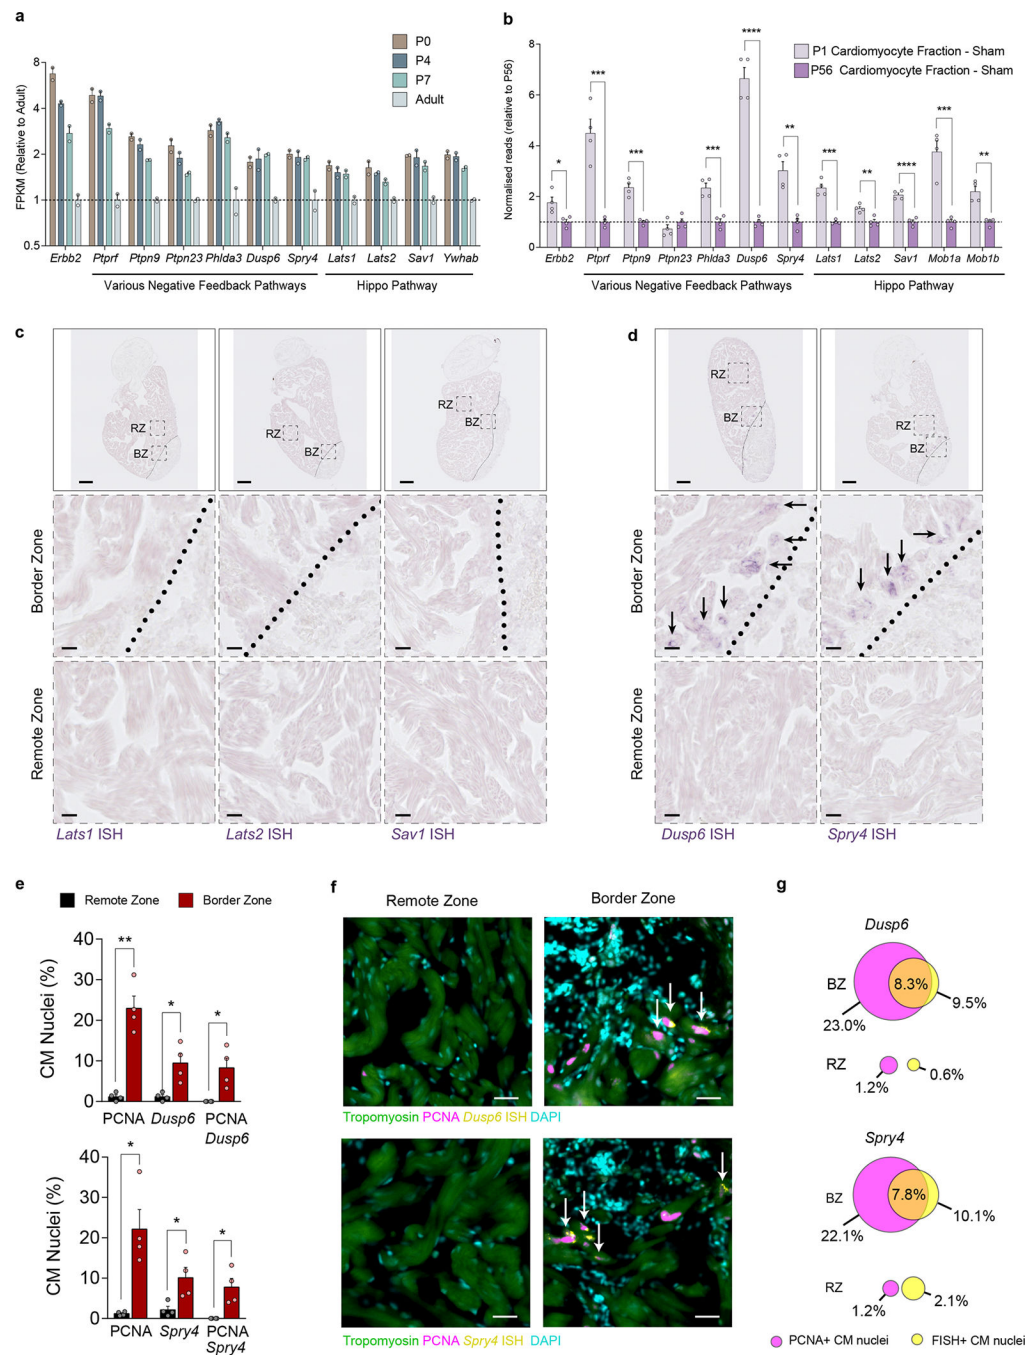 a
FPKM (Relative to Adult)
8
4
2
1
0.5
P0
P4
P7
Adult
Erbb2 Ptprf Ptpn9 Ptpn23 Phlda3 Dusp6 Spry4 Lats1 Lats2 Sav1 Ywhab
Various Negative Feedback Pathways Hippo Pathway
b
Normalised reads (relative to P56)
8
6
4
2
1
0
P1 Cardiomyocyte Fraction - Sham
P56 Cardiomyocyte Fraction - Sham
* *** *** *** **** ** *** ** **** *** **
Erbb2 Ptprf Ptpn9 Ptpn23 Phlda3 Dusp6 Spry4 Lats1 Lats2 Sav1 Mob1a Mob1b
Various Negative Feedback Pathways Hippo Pathway
c
RZ
BZ
RZ
BZ
RZ
BZ
Border Zone
Remote Zone
Lats1 ISH Lats2 ISH Sav1 ISH
d
RZ
BZ
RZ
BZ
Border Zone
Remote Zone
Dusp6 ISH Spry4 ISH
e
Remote Zone Border Zone
CM Nuclei (%)
40
30
20
10
0
** * *
PCNA Dusp6 PCNA
Dusp6
CM Nuclei (%)
40
30
20
10
0
* * *
PCNA Spry4 PCNA
Spry4
f
Remote Zone Border Zone
Tropomyosin PCNA Dusp6 ISH DAPI
Tropomyosin PCNA Spry4 ISH DAPI
g
Dusp6
BZ
8.3%
23.0%
9.5%
RZ
1.2%
0.6%
Spry4
BZ
7.8%
22.1%
10.1%
RZ
1.2%
2.1%
PCNA+ CM nuclei FISH+ CM nuclei